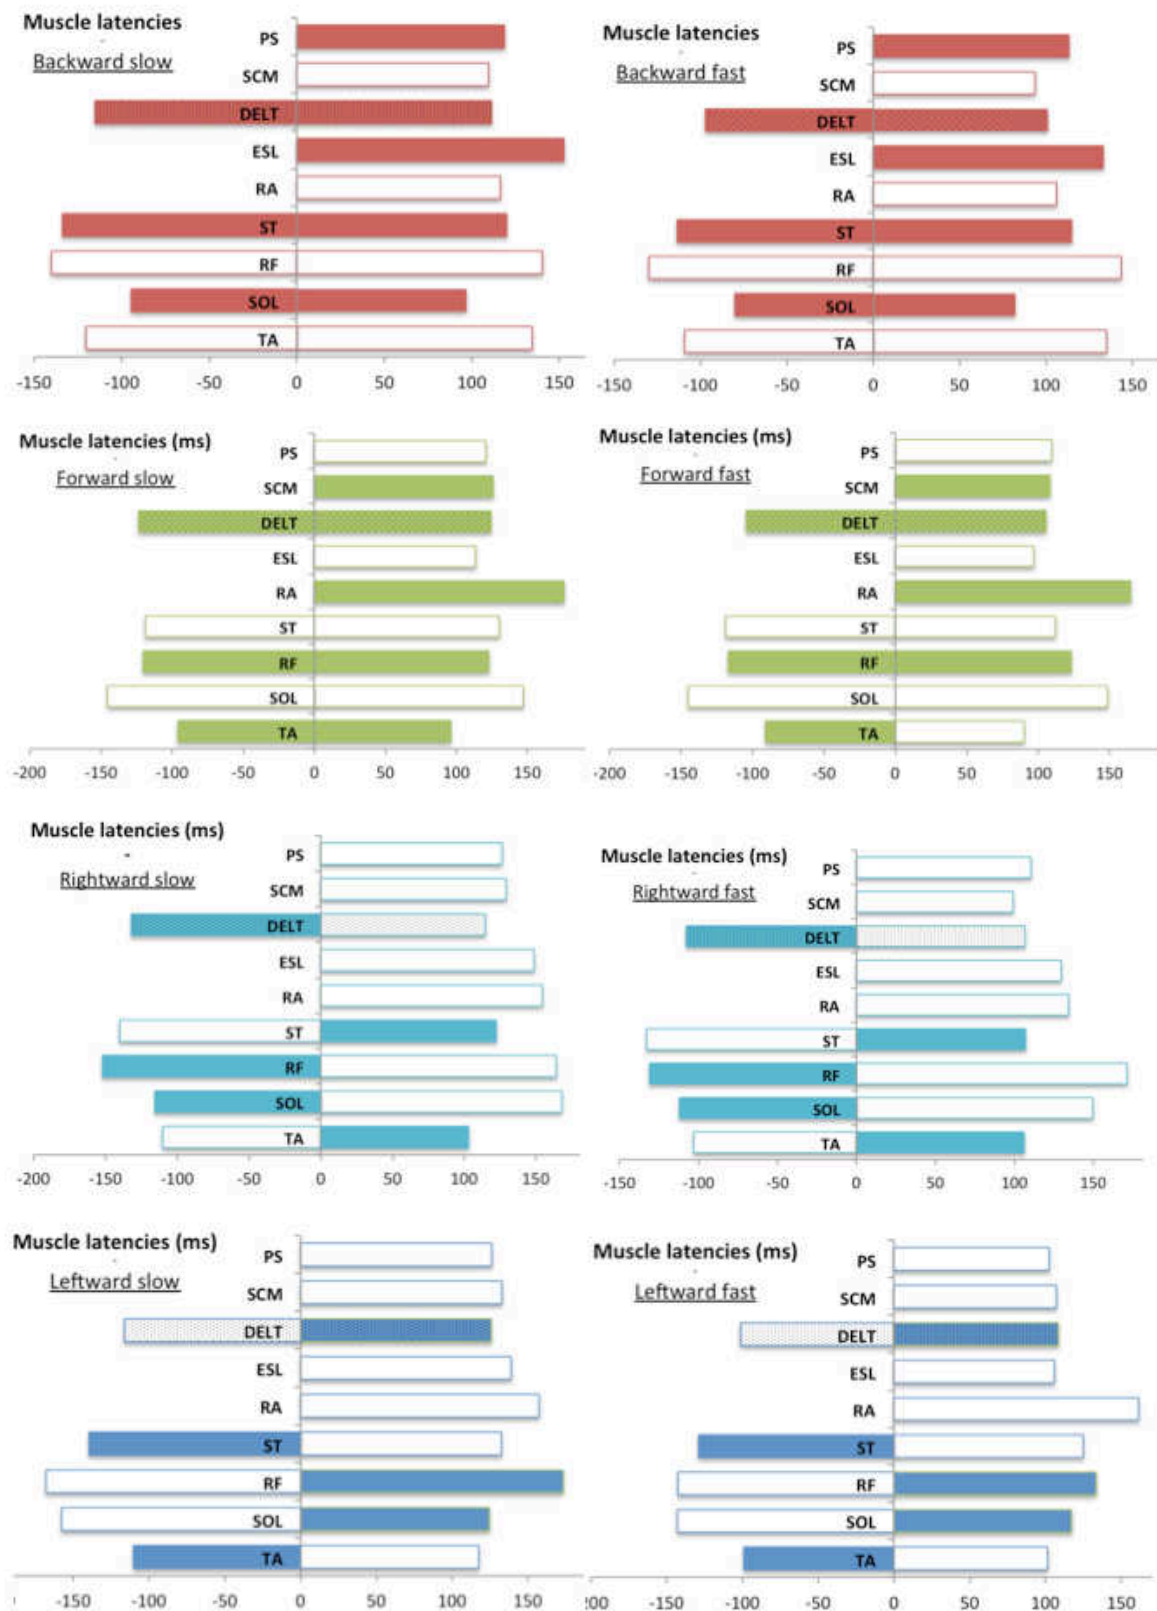 Muscle latencies
-
Backward slow
PS
SCM
DELT
ESL
RA
ST
RF
SOL
TA
-150 -100 -50 0 50 100 150
Muscle latencies
-
Backward fast
PS
SCM
DELT
ESL
RA
ST
RF
SOL
TA
-150 -100 -50 0 50 100 150
Muscle latencies (ms)
-
Forward slow
PS
SCM
DELT
ESL
RA
ST
RF
SOL
TA
-200 -150 -100 -50 0 50 100 150
Muscle latencies (ms)
-
Forward fast
PS
SCM
DELT
ESL
RA
ST
RF
SOL
TA
-200 -150 -100 -50 0 50 100 150
Muscle latencies (ms)
-
Rightward slow
PS
SCM
DELT
ESL
RA
ST
RF
SOL
TA
-200 -150 -100 -50 0 50 100 150
Muscle latencies (ms)
-
Rightward fast
PS
SCM
DELT
ESL
RA
ST
RF
SOL
TA
-150 -100 -50 0 50 100 150
Muscle latencies (ms)
-
Leftward slow
PS
SCM
DELT
ESL
RA
ST
RF
SOL
TA
-150 -100 -50 0 50 100 150
Muscle latencies (ms)
-
Leftward fast
PS
SCM
DELT
ESL
RA
ST
RF
SOL
TA
200 -150 -100 -50 0 50 100 150